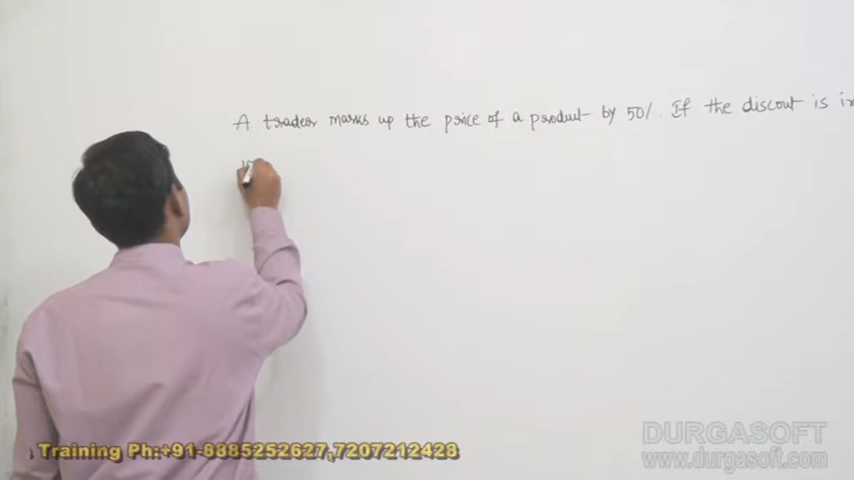 A trader marks up the price of a product by 50%. If the discout is
Training Ph:+91-8885252627,7207212428
DURGASOFT
www.durgasoft.com